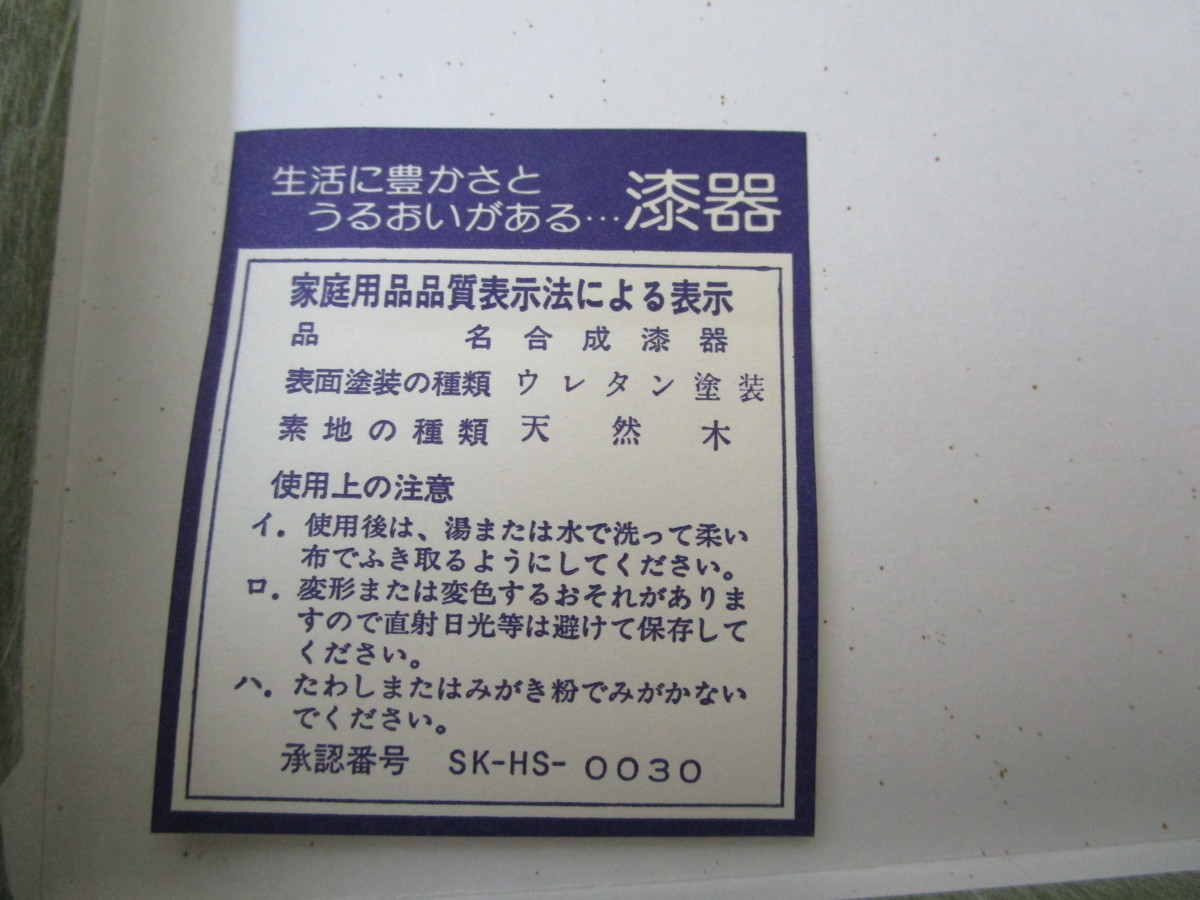 生活に豊かさと
うるおいがある…漆器
家庭用品品質表示法による表示
品名 合成漆器
表面塗装の種類 ウレタン塗装
素地の種類 天然木
使用上の注意
イ．使用後は、湯または水で洗って柔い
布でふき取るようにしてください。
ロ．変形または変色するおそれがありま
すので直射日光等は避けて保存して
ください。
ハ．たわしまたはみがき粉でみがかない
でください。
承認番号 SK-HS-0030